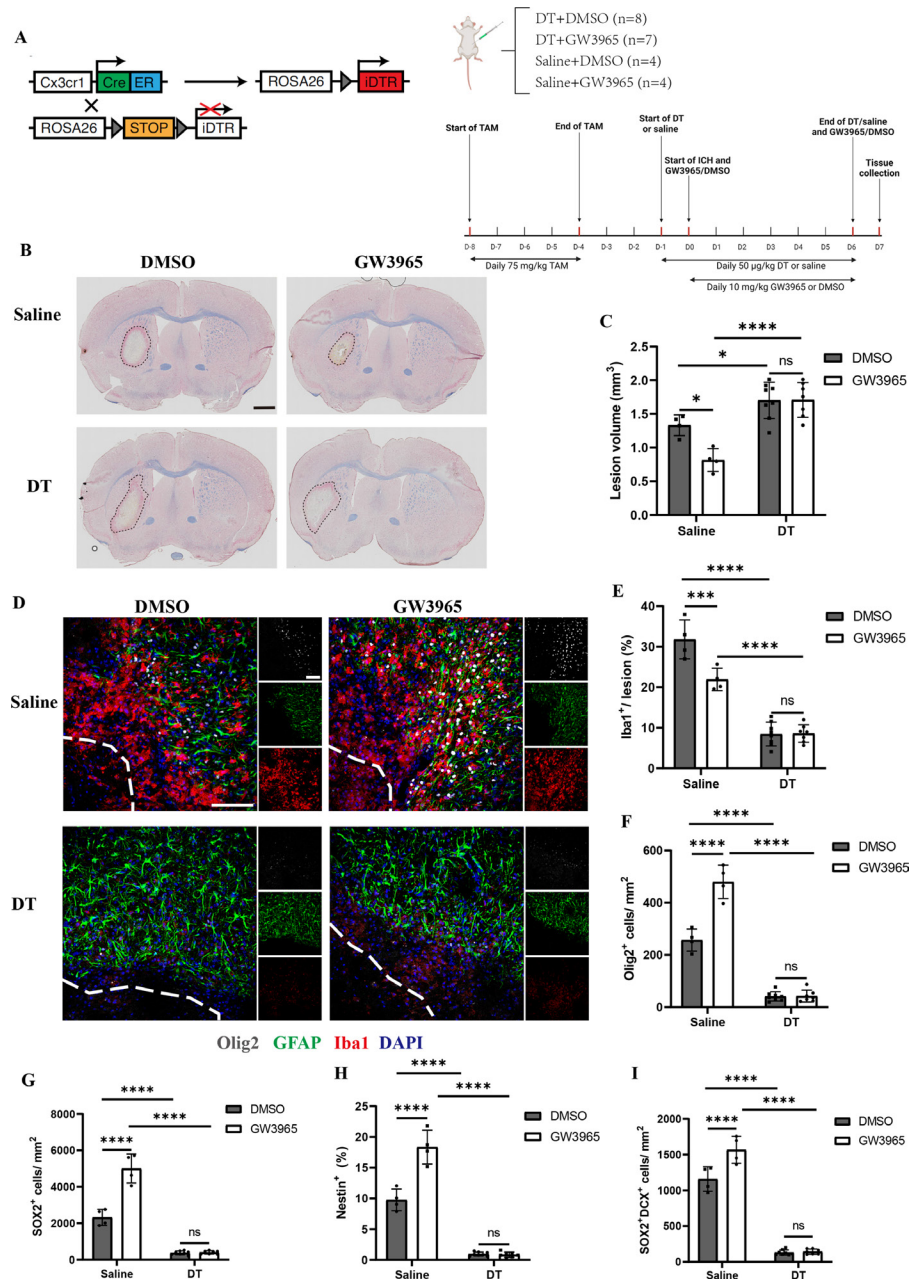 A
Cx3cr1 Cre ER
ROSA26 iDTR
ROSA26 STOP iDTR
DT+DMSO (n=8)
DT+GW3965 (n=7)
Saline+DMSO (n=4)
Saline+GW3965 (n=4)
Start of TAM
End of TAM
Start of DT
or saline
Start of ICH and
GW3965/DMSO
End of DT/saline
and GW3965/DMSO
Tissue
collection
D-8 D-7 D-6 D-5 D-4 D-3 D-2 D-1 D0 D1 D2 D3 D4 D5 D6 D7
Daily 75 mg/kg TAM
Daily 50 µg/kg DT or saline
Daily 10 mg/kg GW3965 or DMSO
B
DMSO GW3965
Saline
DT
C
Lesion volume (mm3)
2.5
2.0
1.5
1.0
0.5
0.0
****
*
*
ns
DMSO
GW3965
Saline DT
D
DMSO GW3965
Saline
DT
Olig2 GFAP Iba1 DAPI
E
Iba1+/ lesion (%)
40
30
20
10
0
****
***
****
ns
DMSO
GW3965
Saline DT
F
Olig2+ cells/ mm2
600
400
200
0
****
****
****
ns
DMSO
GW3965
Saline DT
G
SOX2+ cells/ mm2
8000
6000
4000
2000
0
****
****
****
ns
DMSO
GW3965
Saline DT
H
Nestin+ (%)
25
20
15
10
5
0
****
****
****
ns
DMSO
GW3965
Saline DT
I
SOX2+DCX+ cells/ mm2
2000
1500
1000
500
0
****
****
****
ns
DMSO
GW3965
Saline DT